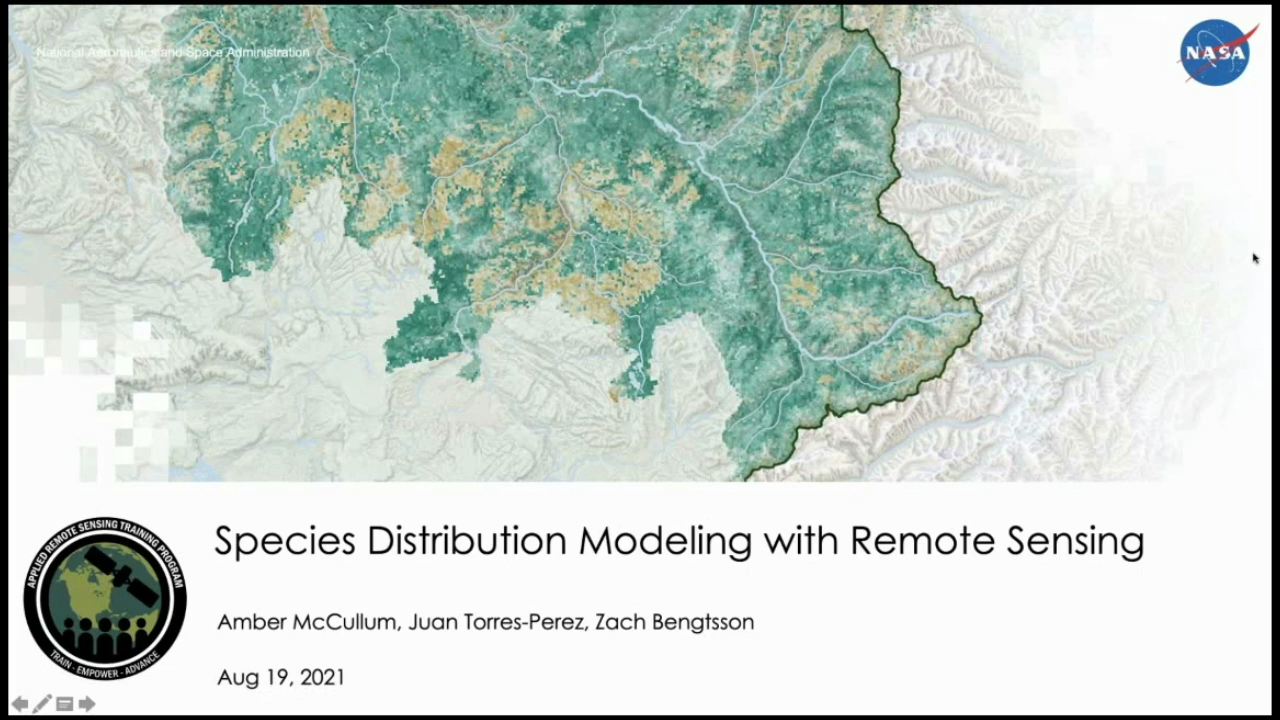 National Aeronautics and Space Administration
NASA
Species Distribution Modeling with Remote Sensing
APPLIED REMOTE SENSING TRAINING PROGRAM
TRAIN - EMPOWER - ADVANCE
Amber McCullum, Juan Torres-Perez, Zach Bengtsson
Aug 19, 2021